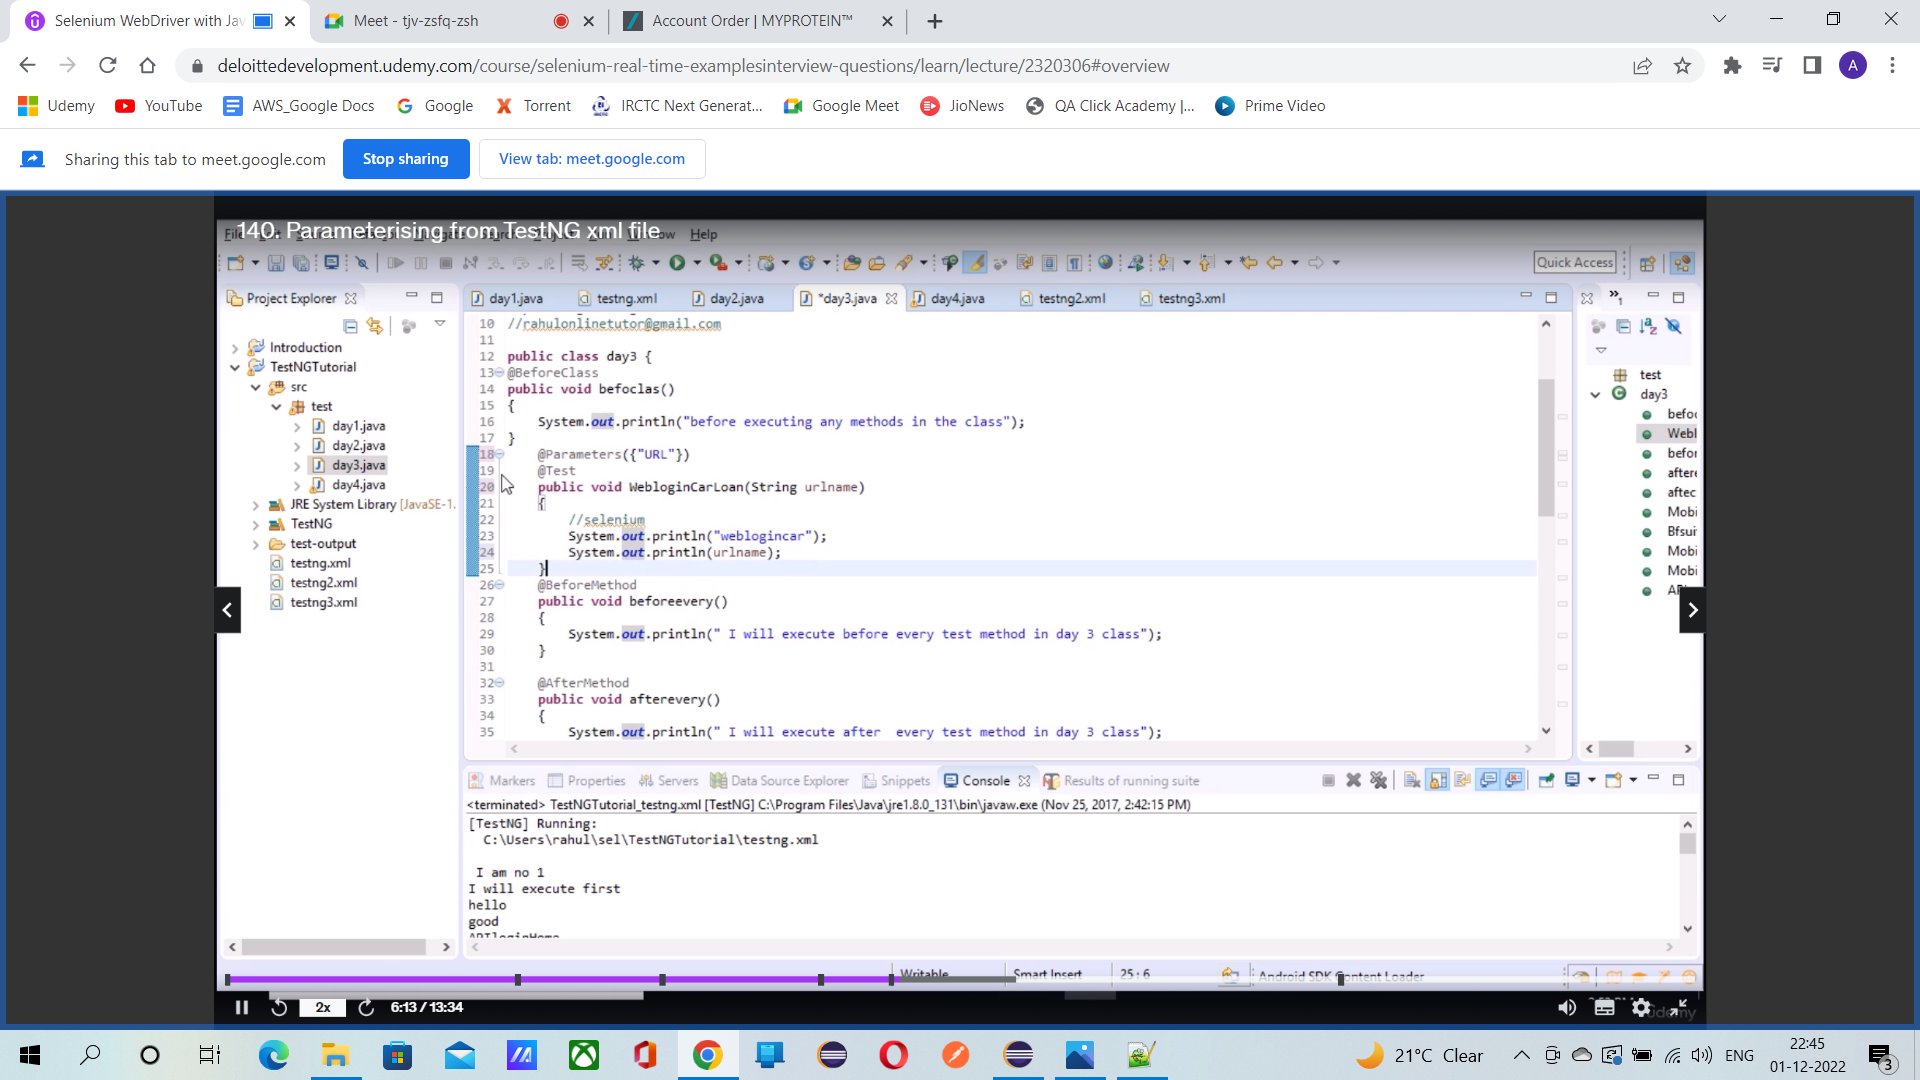 Selenium WebDriver with Jav
Meet - tjv-zsfq-zsh
Account Order | MYPROTEIN™
deloittedevelopment.udemy.com/course/selenium-real-time-examplesinterview-questions/learn/lecture/2320306#overview
A
Udemy
YouTube
AWS_Google Docs
Google
Torrent
IRCTC Next Generat...
Google Meet
JioNews
QA Click Academy |...
Prime Video
Sharing this tab to meet.google.com
Stop sharing
View tab: meet.google.com
140. Parameterising from TestNG xml file
Help
Quick Access
Project Explorer
day1.java
testng.xml
day2.java
*day3.java
day4.java
testng2.xml
testng3.xml
Introduction
TestNGTutorial
src
test
day1.java
day2.java
day3.java
day4.java
JRE System Library [JavaSE-1.
TestNG
test-output
testng.xml
testng2.xml
testng3.xml
10 //rahulonlinetutor@gmail.com
11
12 public class day3 {
13 @BeforeClass
14 public void befoclas()
15 {
16 System.out.println("before executing any methods in the class");
17 }
18 @Parameters({"URL"})
19 @Test
20 public void WebloginCarLoan(String urlname)
21 {
22 //selenium
23 System.out.println("weblogincar");
24 System.out.println(urlname);
25 }
26 @BeforeMethod
27 public void beforeevery()
28 {
29 System.out.println(" I will execute before every test method in day 3 class");
30 }
31
32 @AfterMethod
33 public void afterevery()
34 {
35 System.out.println(" I will execute after  every test method in day 3 class");
test
day3
befo
Webl
befor
aftere
aftec
Mobi
Bfsui
Mobi
Mobi
Markers
Properties
Servers
Data Source Explorer
Snippets
Console
Results of running suite
<terminated> TestNGTutorial_testng.xml [TestNG] C:\Program Files\Java\jre1.8.0_131\bin\javaw.exe (Nov 25, 2017, 2:42:15 PM)
[TestNG] Running:
C:\Users\rahul\sel\TestNGTutorial\testng.xml
I am no 1
I will execute first
hello
good
APIloginHome
Writable
Smart Insert
25 : 6
Android SDK Content Loader
2x
6:13 / 13:34
udemy
21°C Clear
ENG
22:45
01-12-2022
3